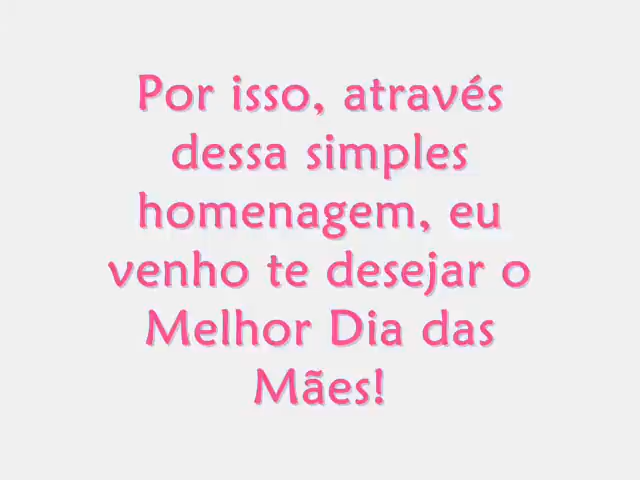 Por isso, através
dessa simples
homenagem, eu
venho te desejar o
Melhor Dia das
Mães!